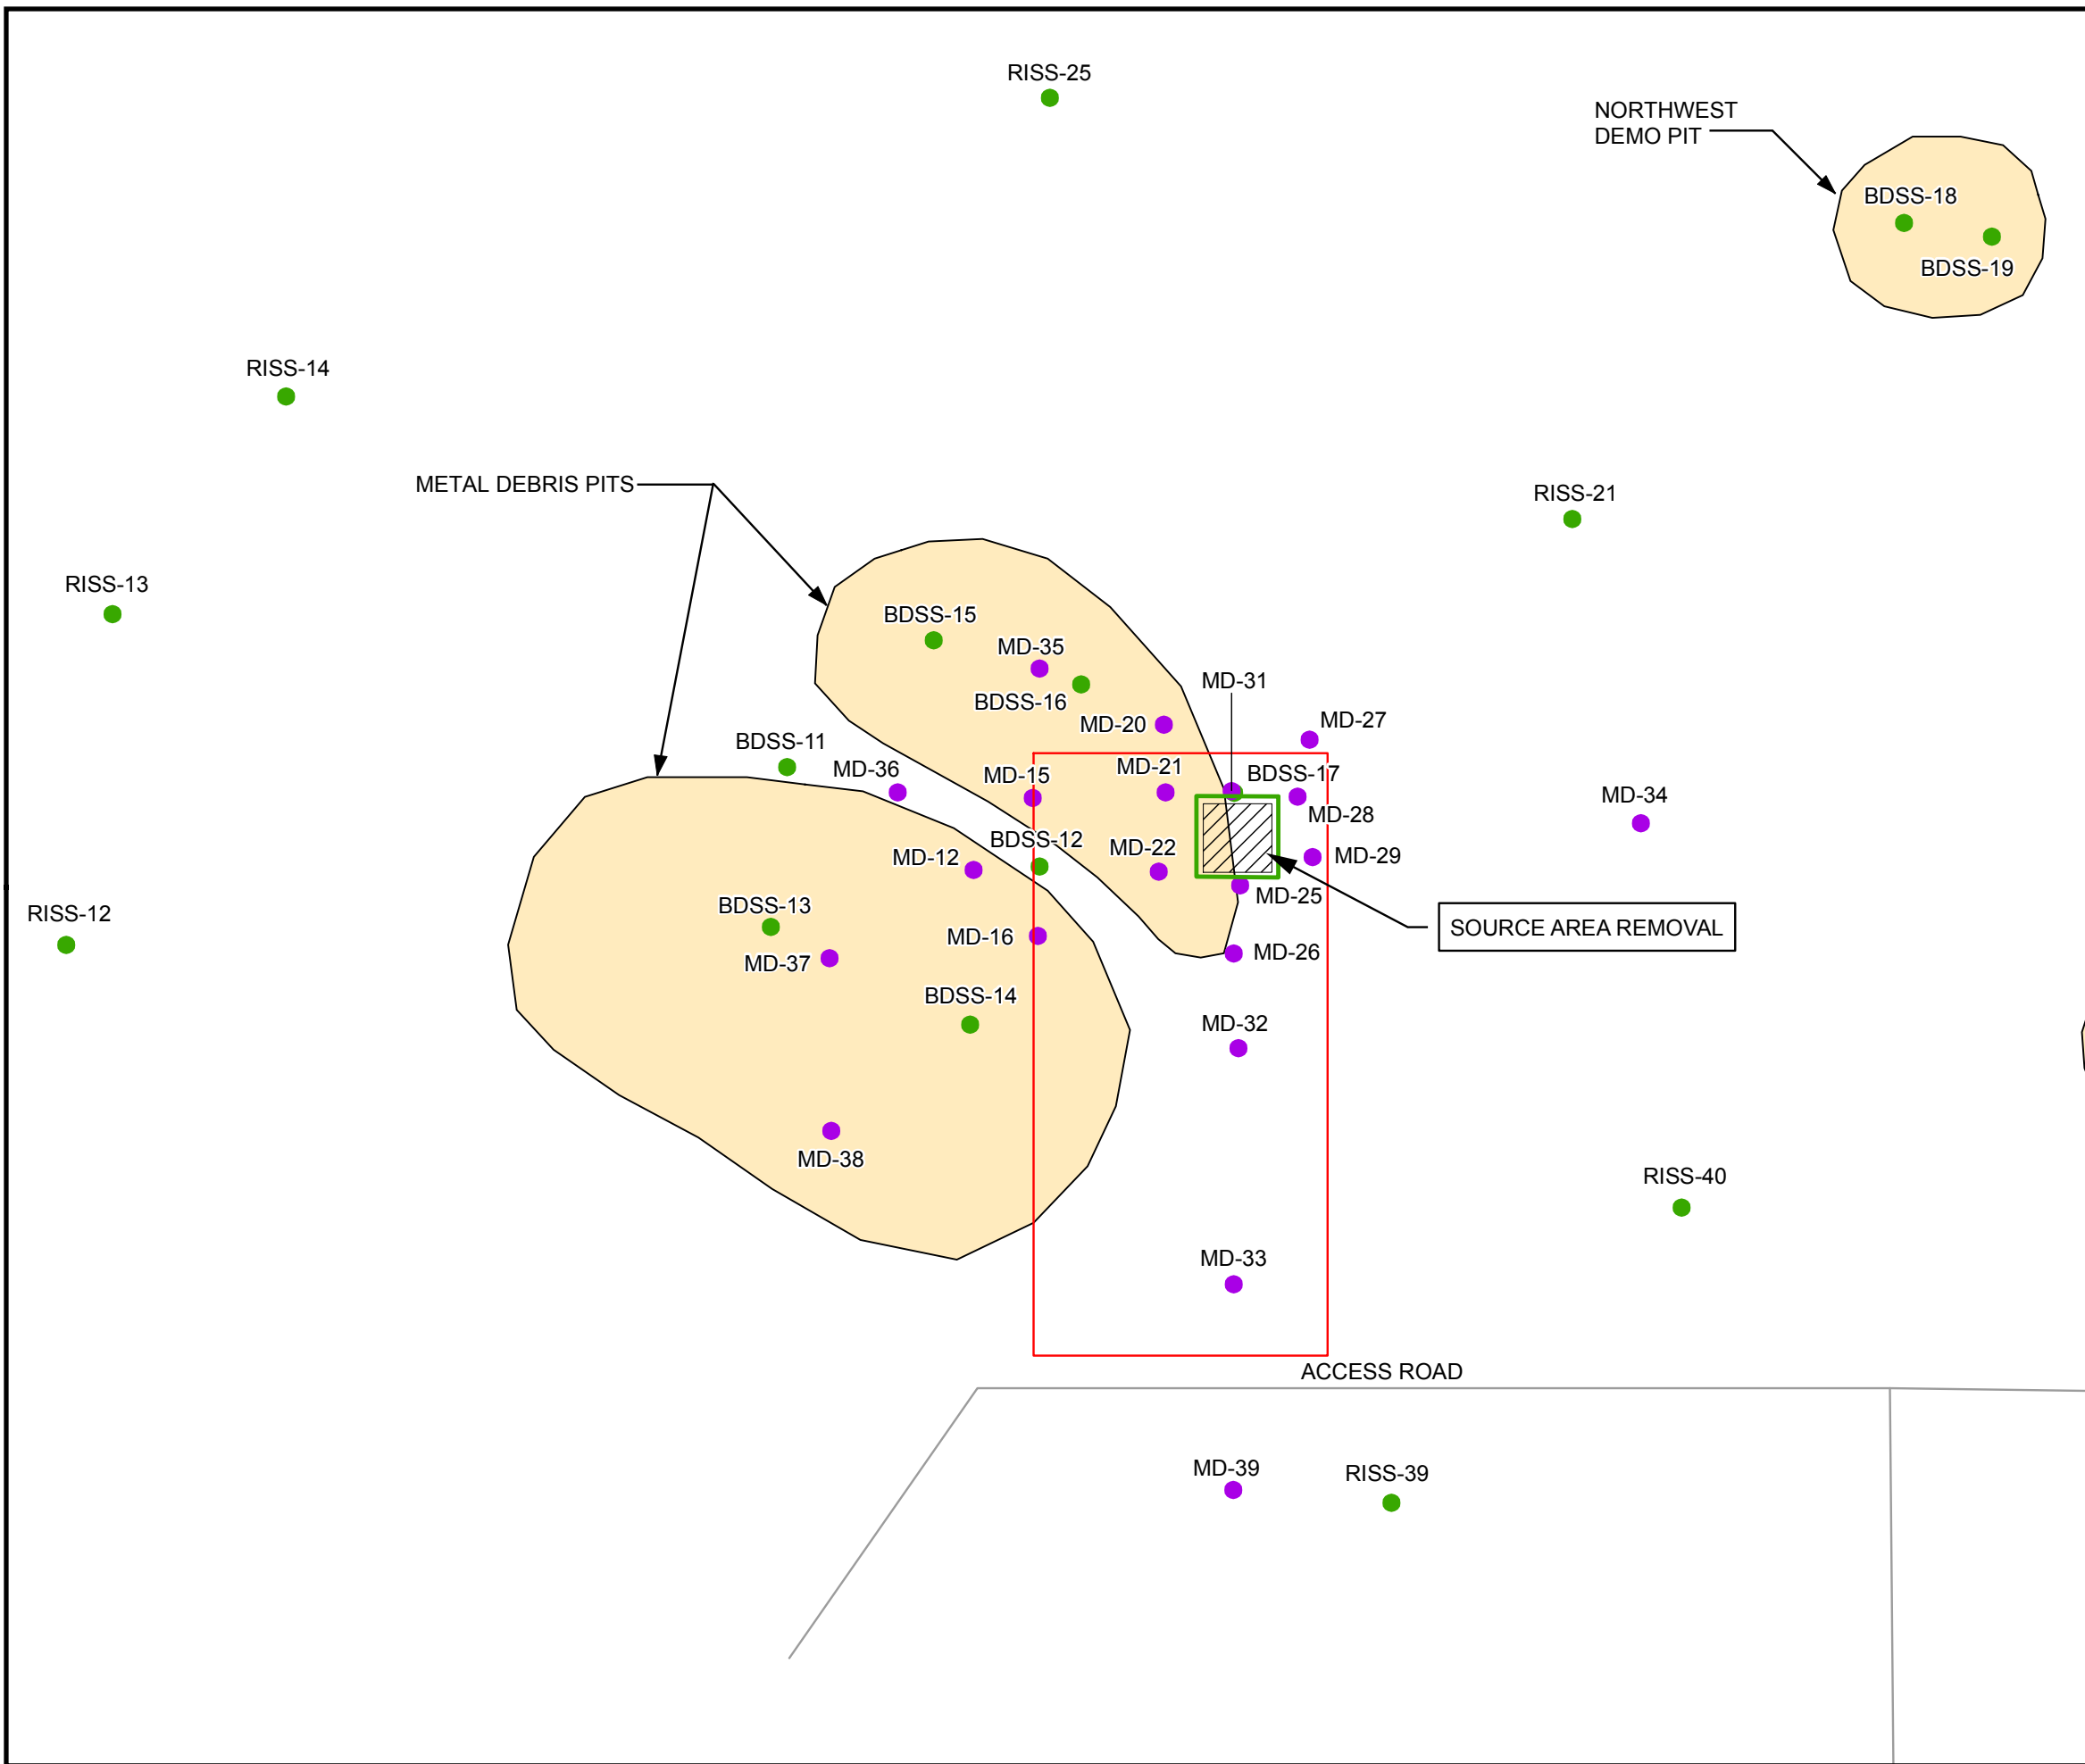 RISS-25
NORTHWEST
DEMO PIT
BDSS-18
BDSS-19
RISS-14
METAL DEBRIS PITS
RISS-21
RISS-13
BDSS-15
MD-35
MD-31
BDSS-16
MD-20
MD-27
BDSS-11
MD-36
MD-15
MD-21
BDSS-17
MD-34
MD-28
BDSS-12
MD-12
MD-22
MD-29
MD-25
BDSS-13
RISS-12
SOURCE AREA REMOVAL
MD-16
MD-26
MD-37
BDSS-14
MD-32
MD-38
RISS-40
MD-33
ACCESS ROAD
MD-39
RISS-39